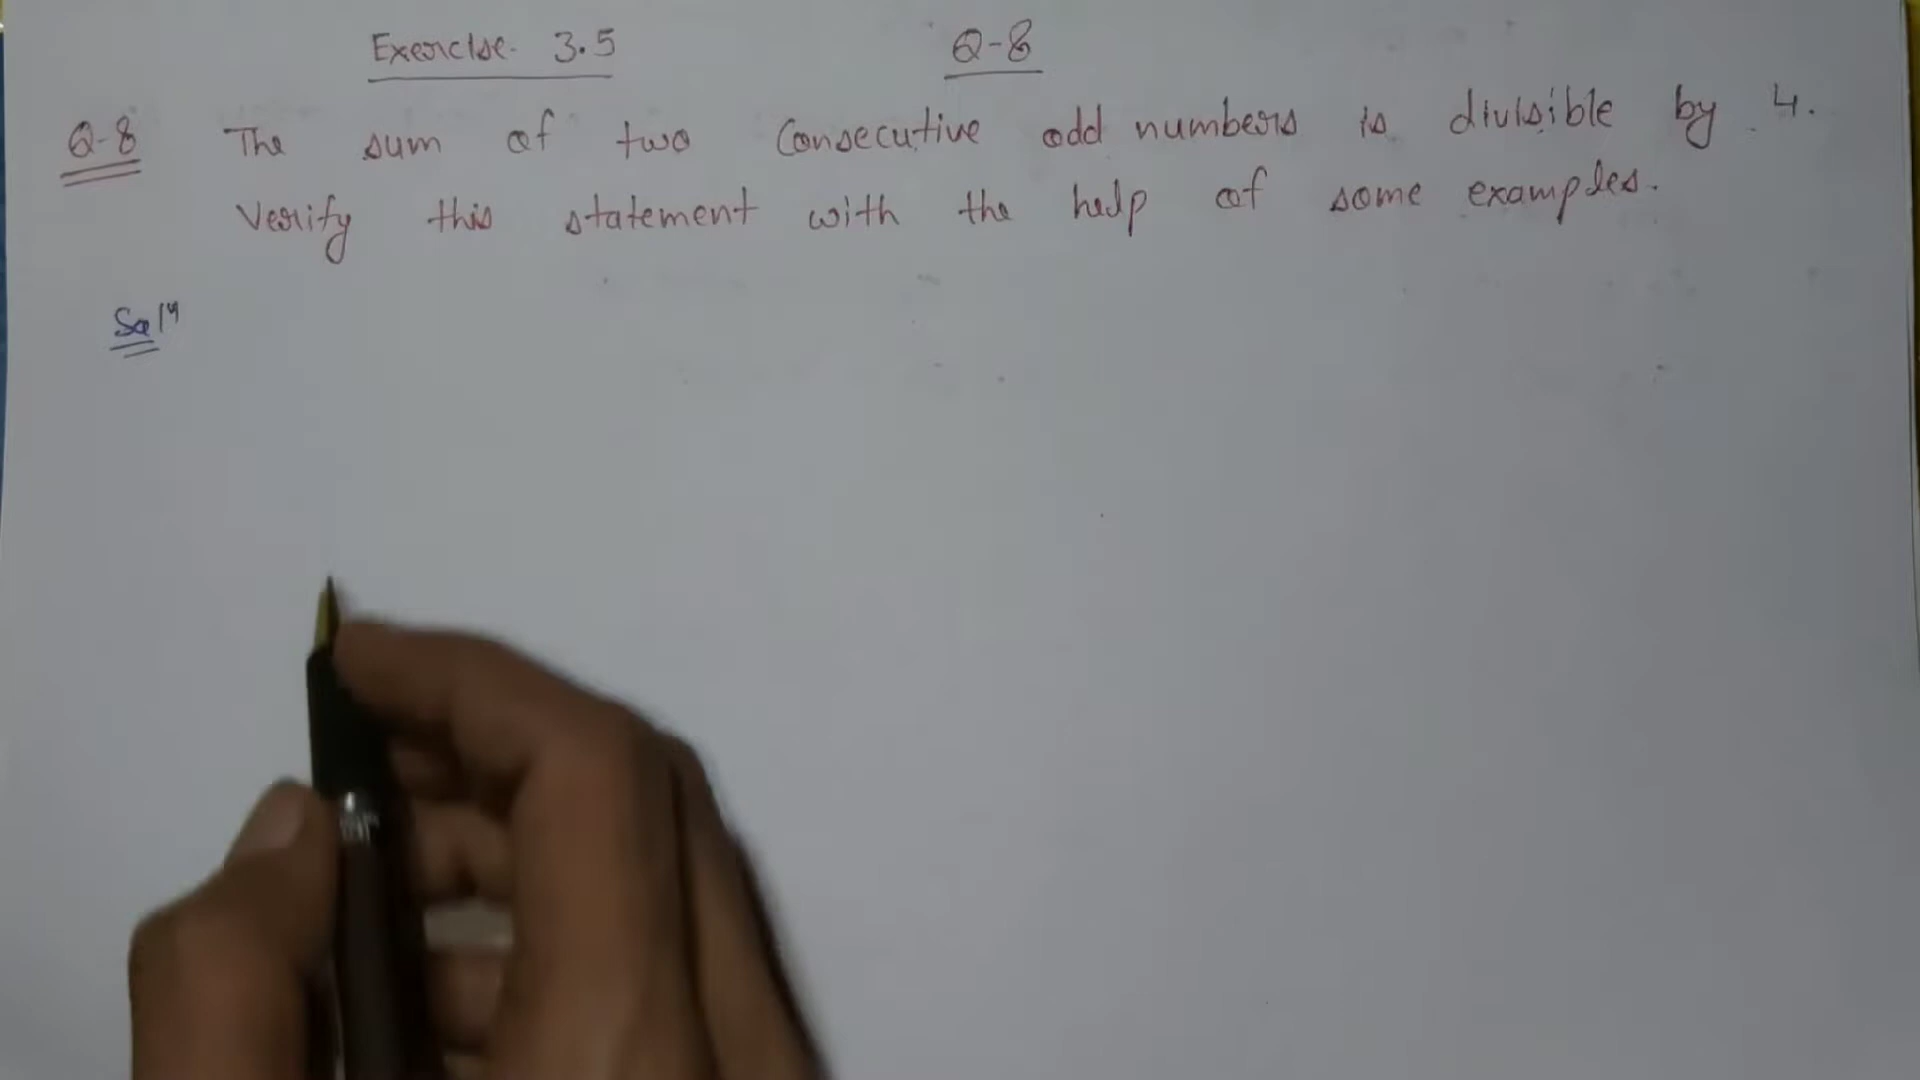 Exercise 3.5 Q-8
Q-8 The sum of two Consecutive odd numbers is divisible by 4.
Verify this statement with the help of some examples.
Soln